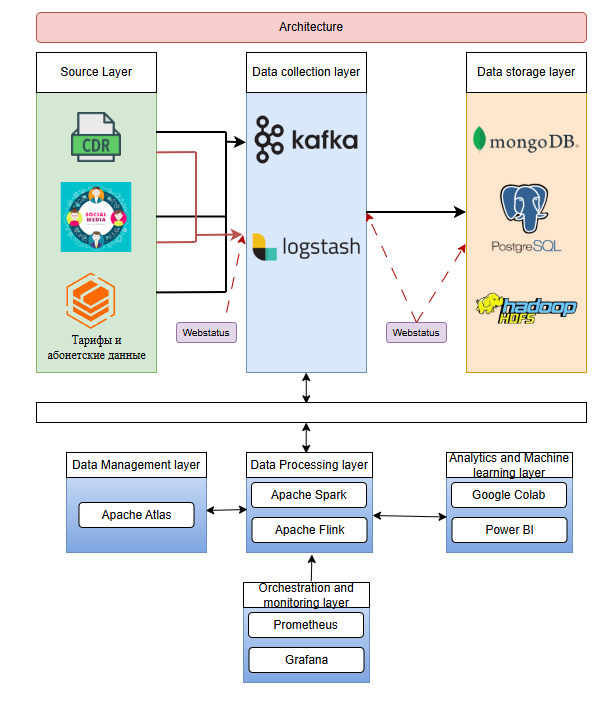 Architecture
Source Layer
Data collection layer
Data storage layer
CDR
kafka
mongoDB.
SOCIAL
MEDIA
logstash
PostgreSQL
Тарифы и
абонетские данные
hadoop
HDFS
Webstatus
Webstatus
Data Management layer
Data Processing layer
Analytics and Machine
learning layer
Apache Atlas
Apache Spark
Apache Flink
Google Colab
Power BI
Orchestration and
monitoring layer
Prometheus
Grafana